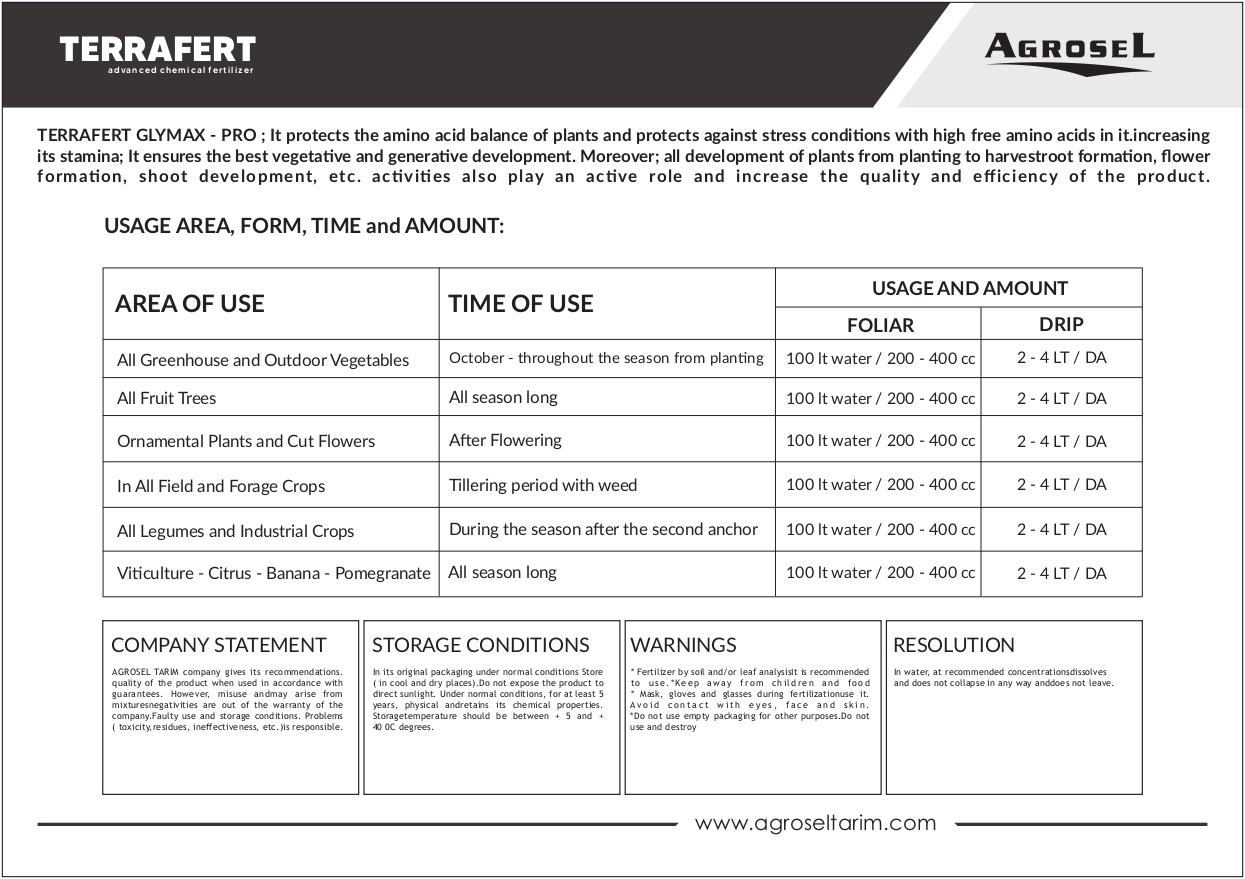 TERRAFERT
advanced chemical fertilizer
AGROSEL
TERRAFERT GLYMAX - PRO ; It protects the amino acid balance of plants and protects against stress conditions with high free amino acids in it.increasing
its stamina; It ensures the best vegetative and generative development. Moreover; all development of plants from planting to harvestroot formation, flower
formation, shoot development, etc. activities also play an active role and increase the quality and efficiency of the product.
USAGE AREA, FORM, TIME and AMOUNT:
AREA OF USE
TIME OF USE
USAGE AND AMOUNT
FOLIAR
DRIP
All Greenhouse and Outdoor Vegetables
October - throughout the season from planting
100 lt water / 200 - 400 cc
2 - 4 LT / DA
All Fruit Trees
All season long
100 lt water / 200 - 400 cc
2 - 4 LT / DA
Ornamental Plants and Cut Flowers
After Flowering
100 lt water / 200 - 400 cc
2 - 4 LT / DA
In All Field and Forage Crops
Tillering period with weed
100 lt water / 200 - 400 cc
2 - 4 LT / DA
All Legumes and Industrial Crops
During the season after the second anchor
100 lt water / 200 - 400 cc
2 - 4 LT / DA
Viticulture - Citrus - Banana - Pomegranate
All season long
100 lt water / 200 - 400 cc
2 - 4 LT / DA
COMPANY STATEMENT
AGROSEL TARIM company gives its recommendations.
quality of the product when used in accordance with
guarantees. However, misuse andmay arise from
mixturesnegativities are out of the warranty of the
company.Faulty use and storage conditions. Problems
( toxicity,residues, ineffectiveness, etc.)is responsible.
STORAGE CONDITIONS
In its original packaging under normal conditions Store
( in cool and dry places).Do not expose the product to
direct sunlight. Under normal conditions, for at least 5
years, physical andretains its chemical properties.
Storagetemperature should be between + 5 and +
40 0C degrees.
WARNINGS
* Fertilizer by soil and/or leaf analysisIt is recommended
to use.*Keep away from children and food
* Mask, gloves and glasses during fertilizationuse it.
Avoid contact with eyes, face and skin.
*Do not use empty packaging for other purposes.Do not
use and destroy
RESOLUTION
In water, at recommended concentrationsdissolves
and does not collapse in any way anddoes not leave.
www.agroseltarim.com